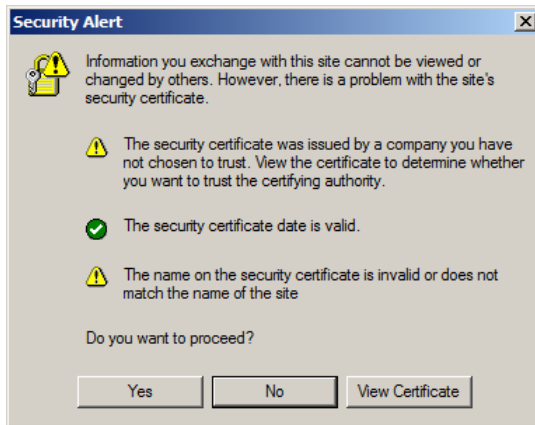 Security Alert
Information you exchange with this site cannot be viewed or
changed by others. However, there is a problem with the site's
security certificate.
The security certificate was issued by a company you have
not chosen to trust. View the certificate to determine whether
you want to trust the certifying authority.
The security certificate date is valid.
The name on the security certificate is invalid or does not
match the name of the site
Do you want to proceed?
Yes
No
View Certificate